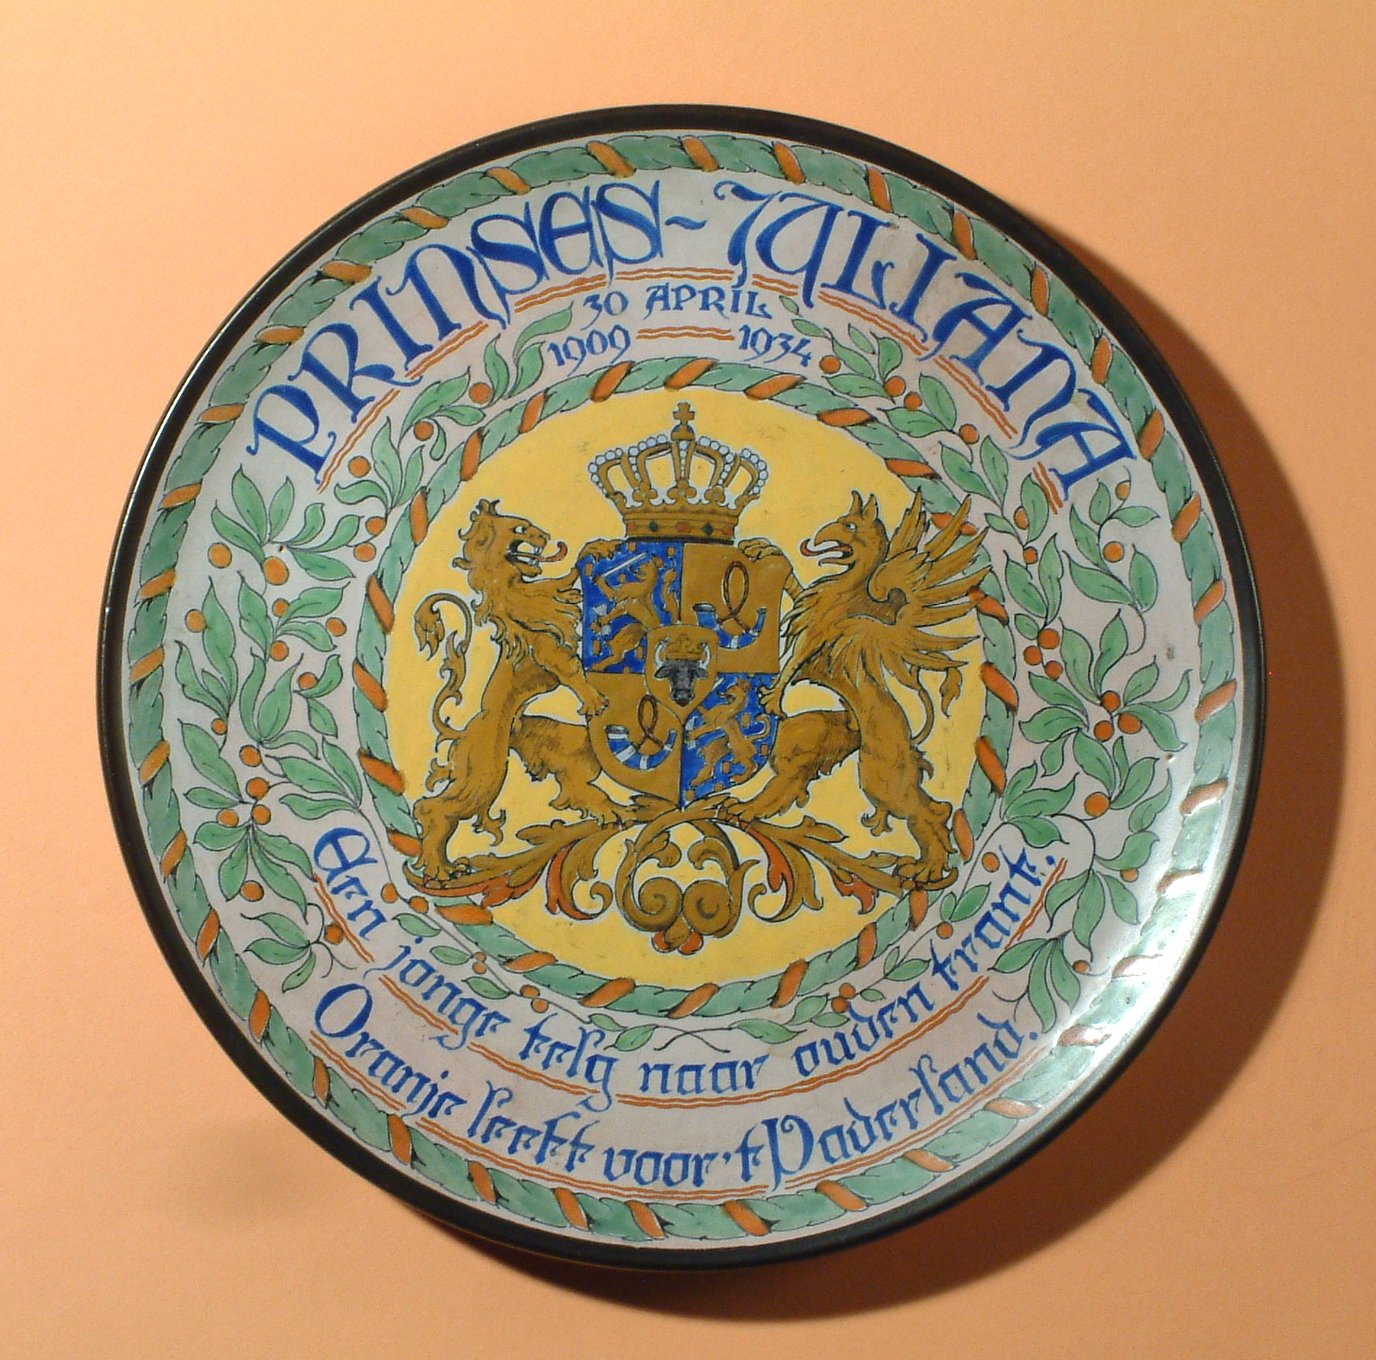 PRINSES-JULIANA
30 APRIL
1909 1934
Een jonge telg naar ouden trant.
Oranje leeft voor 't Vaderland.